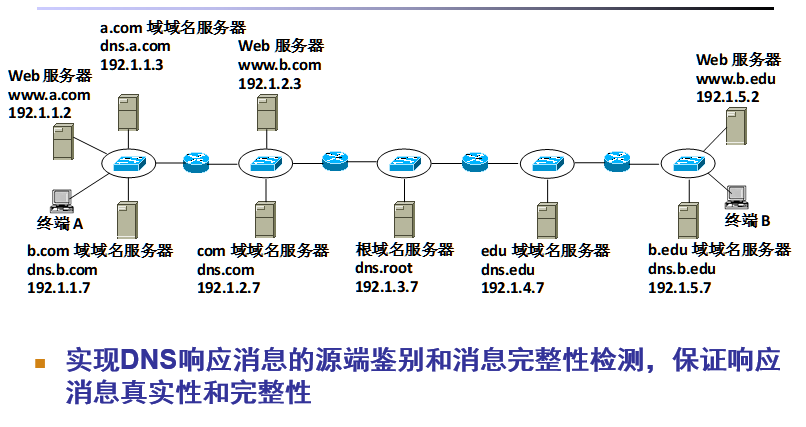 a.com 域域名服务器
dns.a.com
192.1.1.3
Web 服务器
www.b.com
192.1.2.3
Web 服务器
www.b.edu
192.1.5.2
Web 服务器
www.a.com
192.1.1.2
终端 A
终端 B
b.com 域域名服务器
dns.b.com
192.1.1.7
com 域域名服务器
dns.com
192.1.2.7
根域名服务器
dns.root
192.1.3.7
edu 域域名服务器
dns.edu
192.1.4.7
b.edu 域域名服务器
dns.b.edu
192.1.5.7
实现DNS响应消息的源端鉴别和消息完整性检测，保证响应
消息真实性和完整性